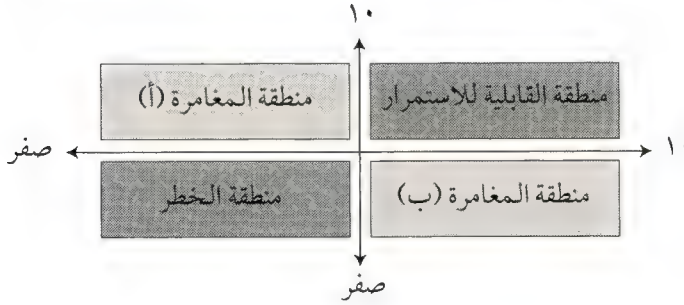 ١٠
منطقة القابلية للاستمرار
منطقة المغامرة (أ)
١
صفر
منطقة المغامرة (ب)
منطقة الخطر
صفر